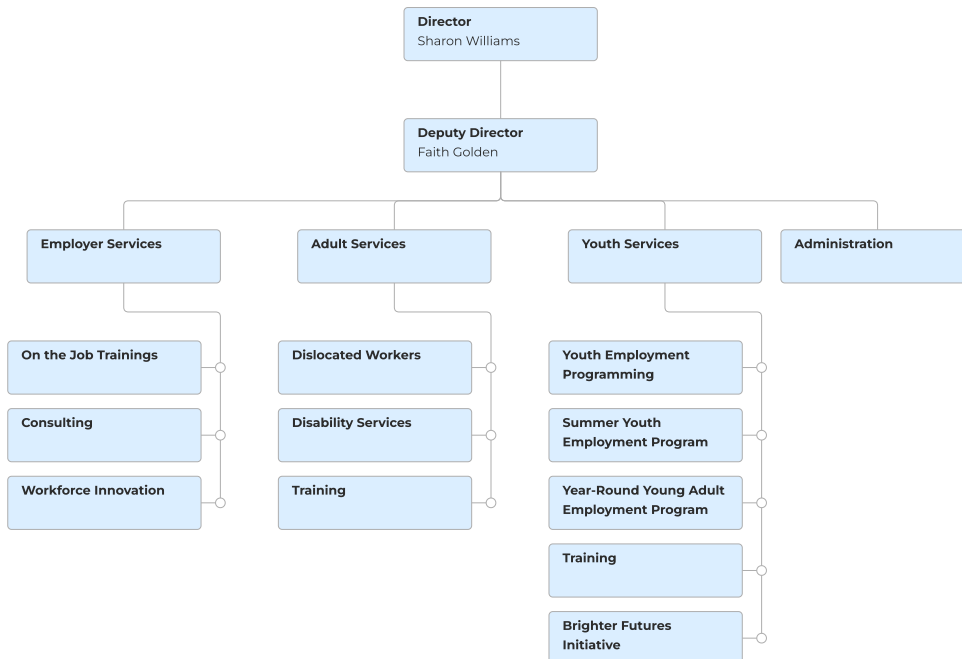 Director
Sharon Williams
Deputy Director
Faith Golden
Employer Services
Adult Services
Youth Services
Administration
On the Job Trainings
Consulting
Workforce Innovation
Dislocated Workers
Disability Services
Training
Youth Employment
Programming
Summer Youth
Employment Program
Year-Round Young Adult
Employment Program
Training
Brighter Futures
Initiative